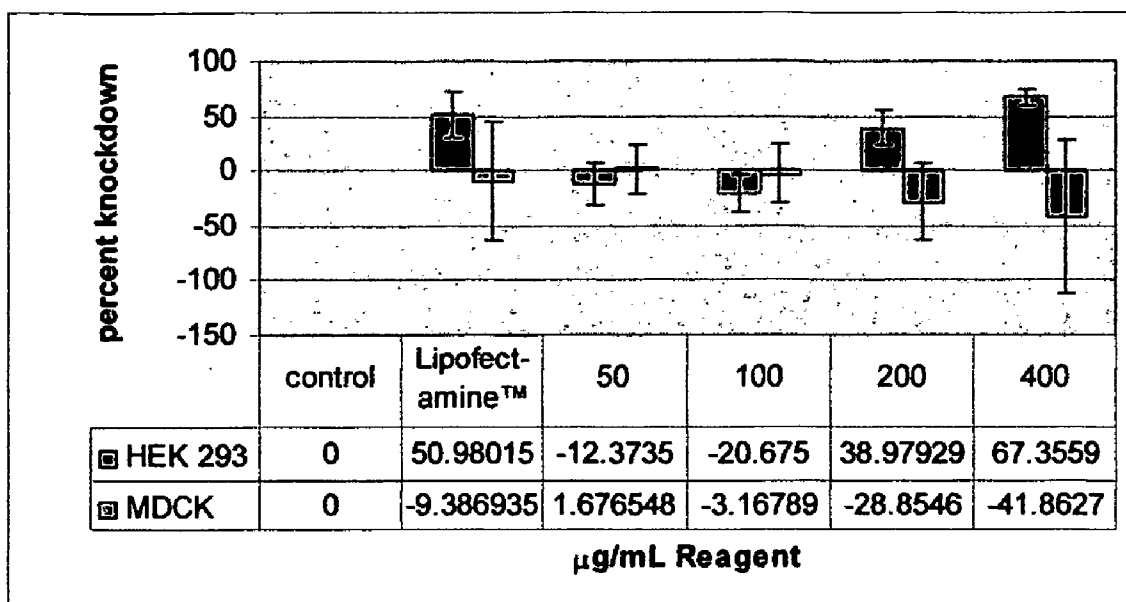 percent knockdown
100
50
0
-50
-100
-150
control Lipofect-amine™ 50 100 200 400
HEK 293 0 50.98015 -12.3735 -20.675 38.97929 67.3559
MDCK 0 -9.386935 1.676548 -3.16789 -28.8546 -41.8627
µg/mL Reagent